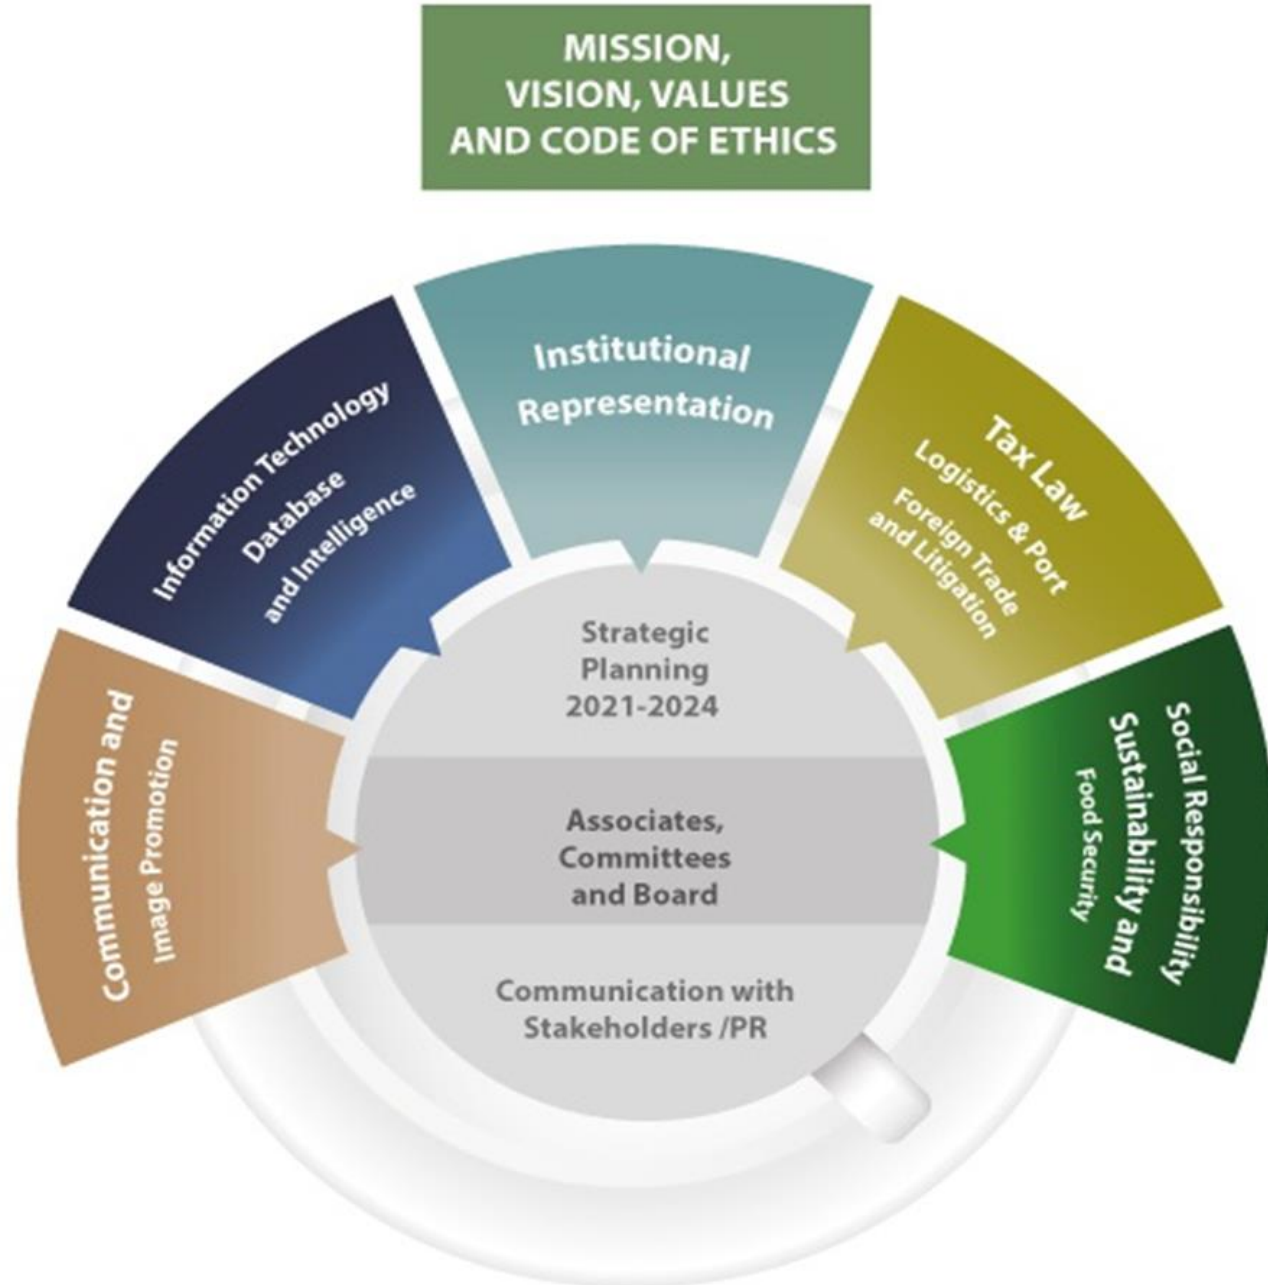 MISSION,
VISION, VALUES
AND CODE OF ETHICS
Communication and
Image Promotion
Information Technology
Database
and Intelligence
Institutional
Representation
Tax Law
Logistics & Port
Foreign Trade
and Litigation
Social Responsibility
Sustainability and
Food Security
Strategic
Planning
2021-2024
Associates,
Committees
and Board
Communication with
Stakeholders /PR